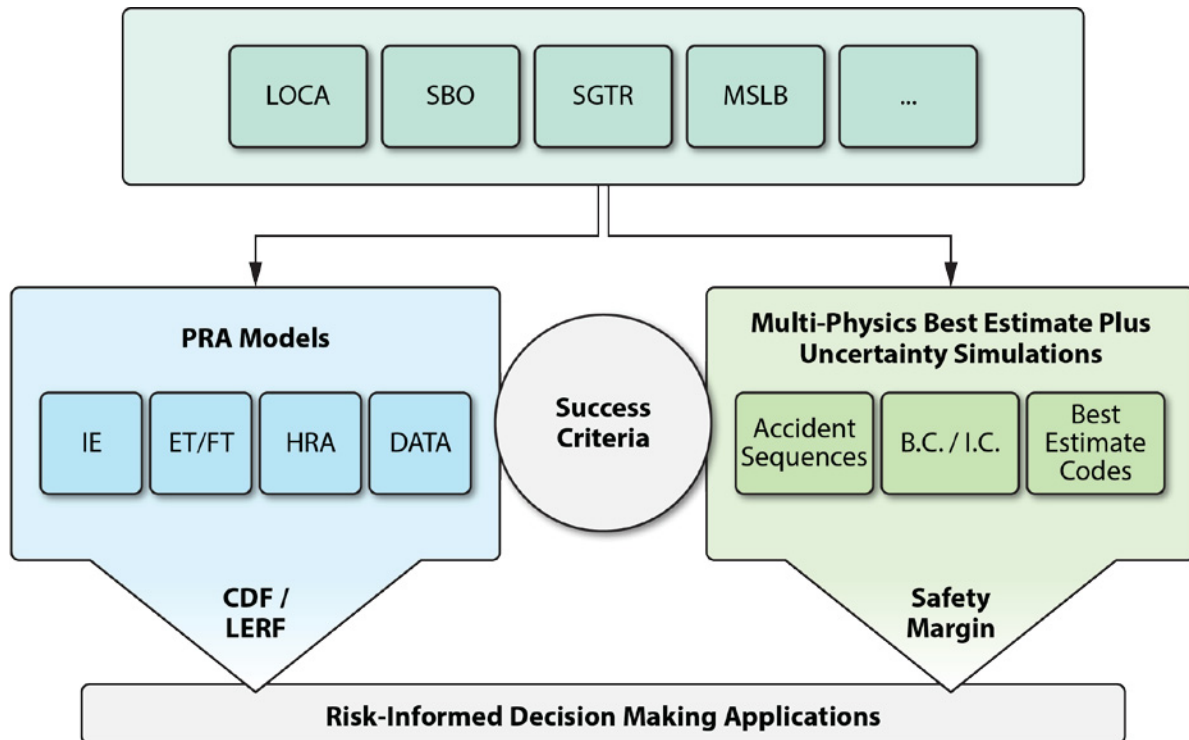 LOCA
SBO
SGTR
MSLB
...
PRA Models
IE
ET/FT
HRA
DATA
CDF /
LERF
Success
Criteria
Multi-Physics Best Estimate Plus
Uncertainty Simulations
Accident
Sequences
B.C. / I.C.
Best
Estimate
Codes
Safety
Margin
Risk-Informed Decision Making Applications